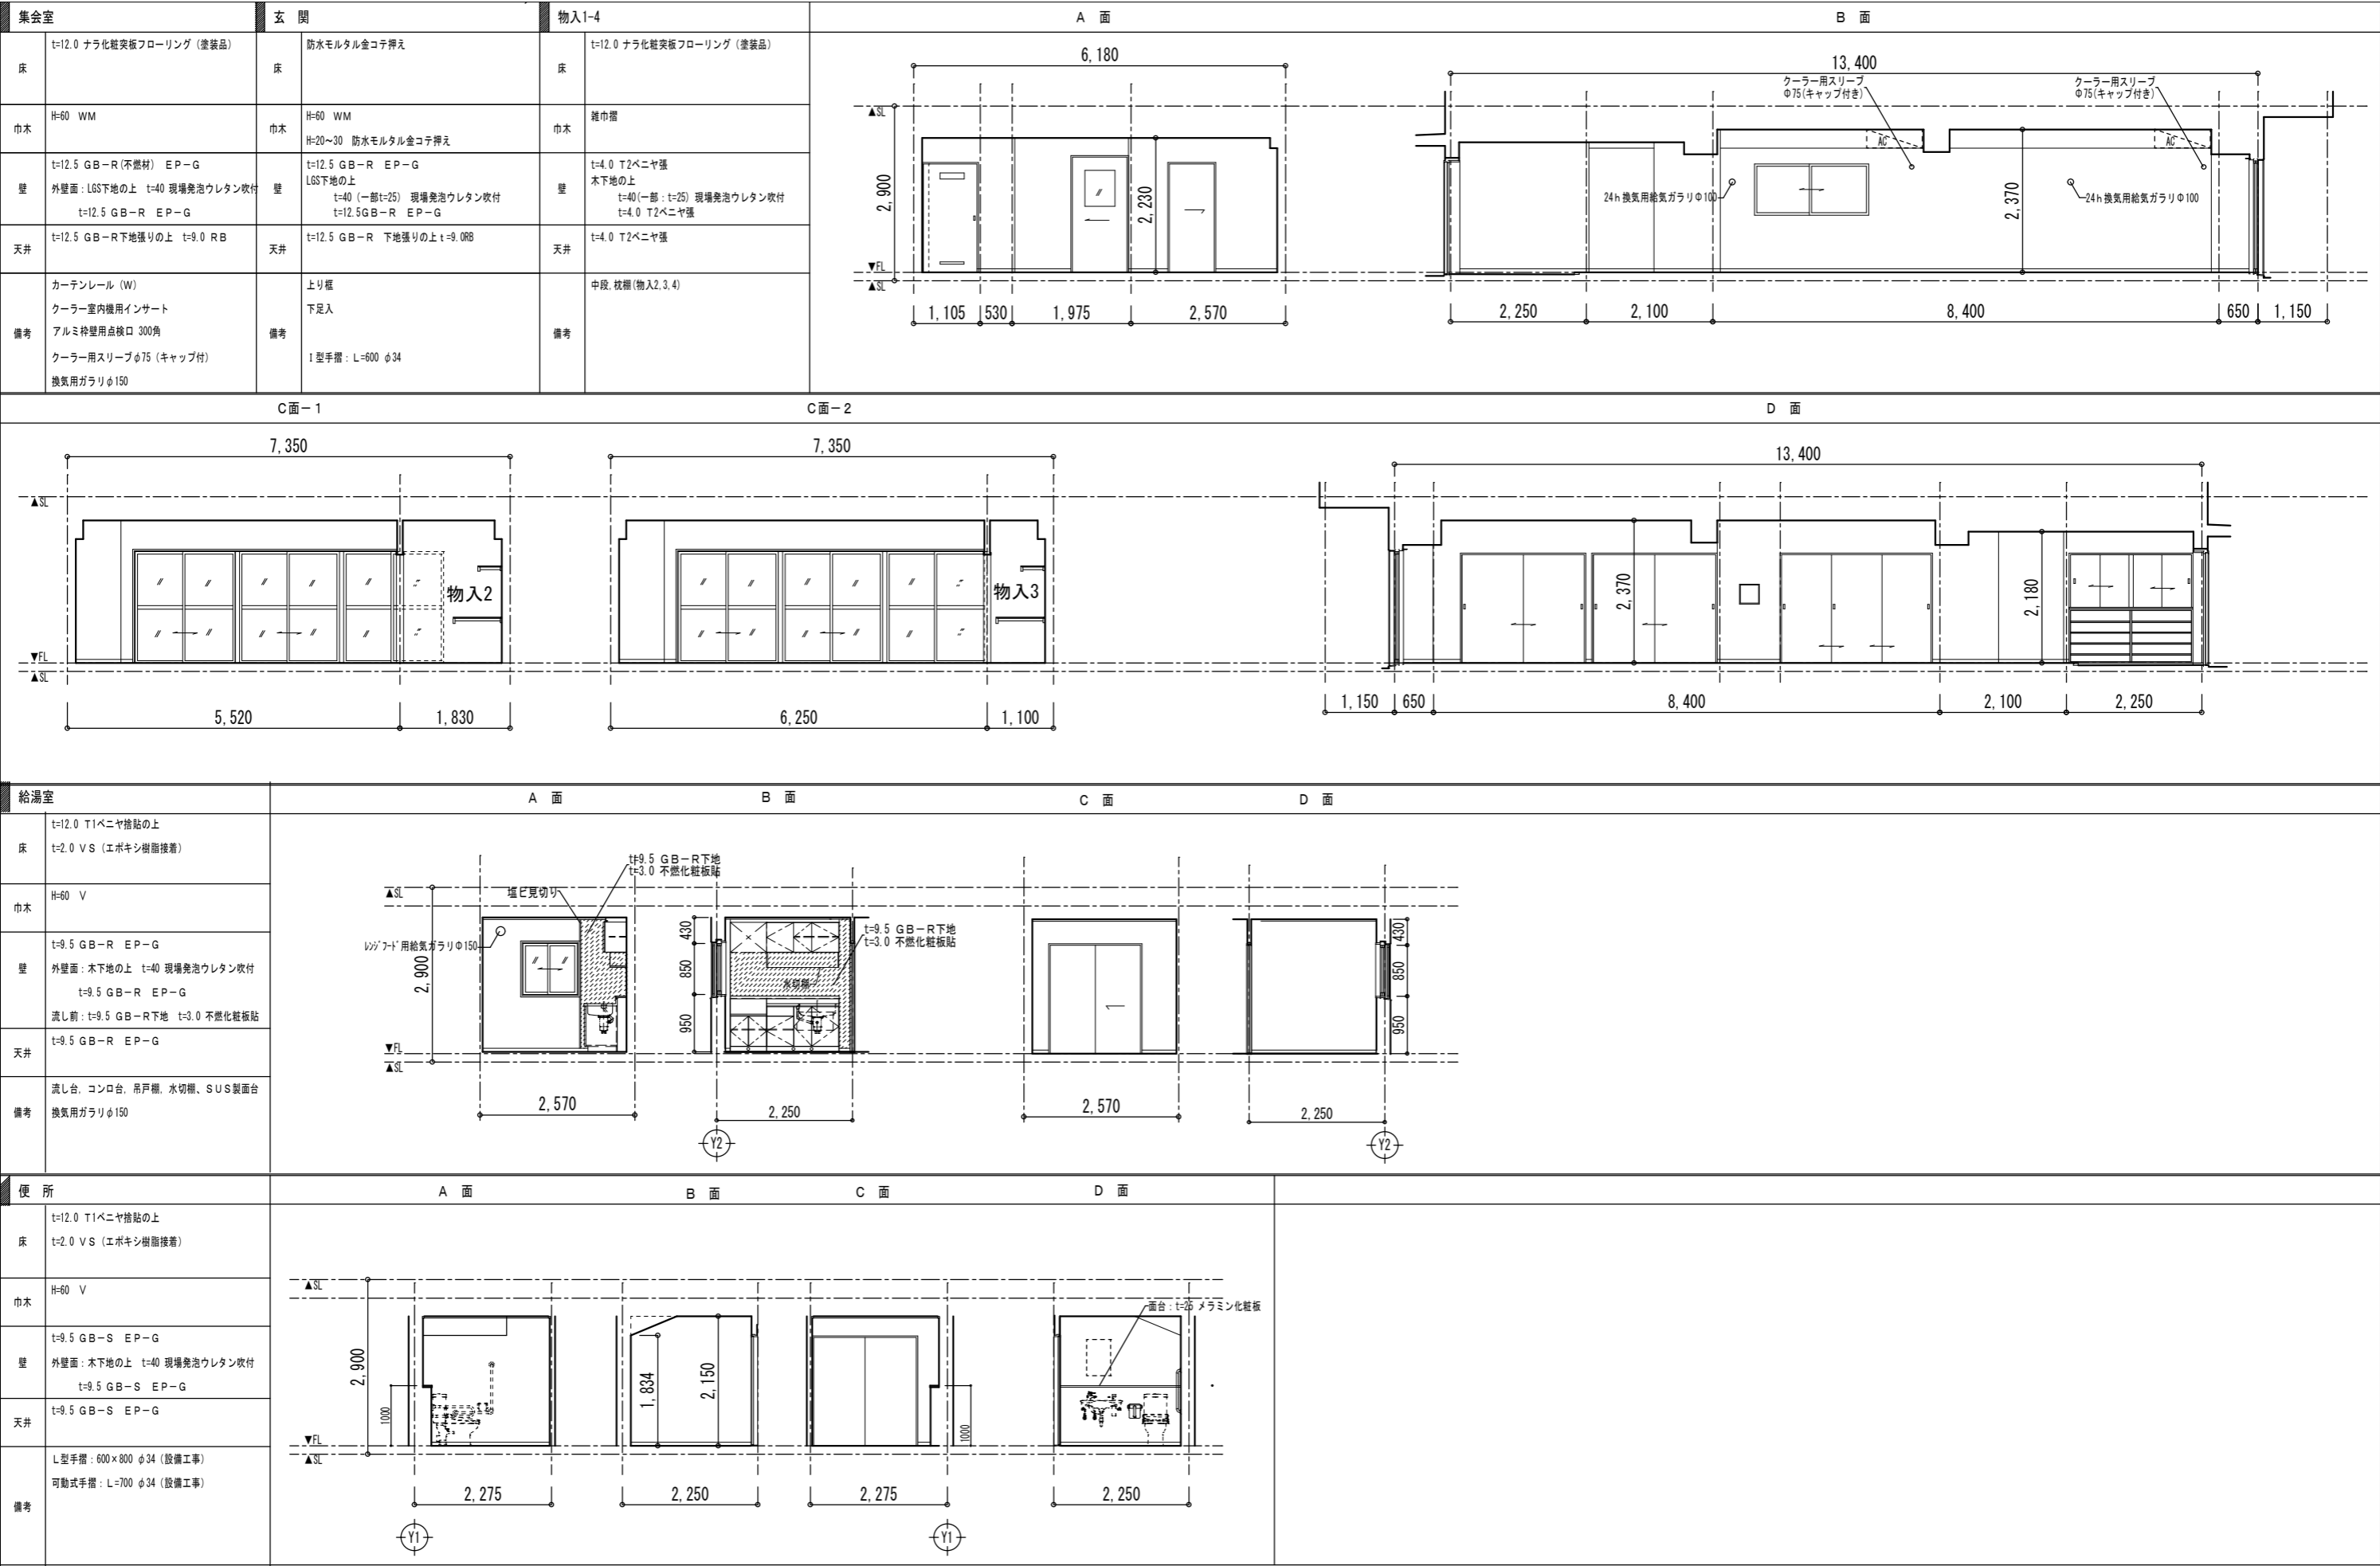 集会室
床
t=12.0 ナラ化粧突板フローリング（塗装品）
巾木
H=60 WM
壁
t=12.5 GB－R(不燃材) EP－G
外壁面：LGS下地の上 t=40 現場発泡ウレタン吹付
t=12.5 GB－R EP－G
天井
t=12.5 GB－R下地張りの上 t=9.0 RB
備考
カーテンレール（W）
クーラー室内機用インサート
アルミ枠壁用点検口 300角
クーラー用スリーブφ75（キャップ付）
換気用ガラリφ150
玄 関
床
防水モルタル金コテ押え
巾木
H=60 WM
H=20～30 防水モルタル金コテ押え
壁
t=12.5 GB－R EP－G
LGS下地の上
t=40（一部t=25） 現場発泡ウレタン吹付
t=12.5GB－R EP－G
天井
t=12.5 GB－R 下地張りの上ｔ=9.0RB
備考
上り框
下足入
Ｉ型手摺：Ｌ=600 φ34
物入1-4
床
t=12.0 ナラ化粧突板フローリング（塗装品）
巾木
雑巾摺
壁
t=4.0 T2ベニヤ張
木下地の上
t=40(一部：t=25) 現場発泡ウレタン吹付
t=4.0 T2ベニヤ張
天井
t=4.0 T2ベニヤ張
備考
中段,枕棚(物入2,3,4)
A 面
6,180
▲SL
2,900
2,230
▼FL
▲SL
1,105
530
1,975
2,570
B 面
13,400
クーラー用スリーブ
Φ75(キャップ付き)
クーラー用スリーブ
Φ75(キャップ付き)
AC
AC
24ｈ換気用給気ガラリΦ100
2,370
24ｈ換気用給気ガラリΦ100
2,250
2,100
8,400
650
1,150
C面－1
7,350
▲SL
物入2
▼FL
▲SL
5,520
1,830
C面－2
7,350
物入3
6,250
1,100
D 面
13,400
2,370
2,180
1,150
650
8,400
2,100
2,250
給湯室
床
t=12.0 T1ベニヤ捨貼の上
t=2.0 VS（エポキシ樹脂接着）
巾木
H=60 V
壁
t=9.5 GB－R EP－G
外壁面：木下地の上 t=40 現場発泡ウレタン吹付
t=9.5 GB－R EP－G
流し前：t=9.5 GB－R下地 t=3.0 不燃化粧板貼
天井
t=9.5 GB－R EP－G
備考
流し台, コンロ台, 吊戸棚, 水切棚、SUS製面台
換気用ガラリφ150
A 面
t=9.5 GB－R下地
t=3.0 不燃化粧板貼
塩ビ見切り
▲SL
ﾚﾝｼﾞﾌｰﾄﾞ用給気ガラリΦ150
2,900
▼FL
▲SL
2,570
B 面
t=9.5 GB－R下地
t=3.0 不燃化粧板貼
430
850
950
水切棚
2,250
Y2
C 面
2,570
D 面
430
850
950
2,250
Y2
便 所
床
t=12.0 T1ベニヤ捨貼の上
t=2.0 VS（エポキシ樹脂接着）
巾木
H=60 V
壁
t=9.5 GB－S EP－G
外壁面：木下地の上 t=40 現場発泡ウレタン吹付
t=9.5 GB－S EP－G
天井
t=9.5 GB－S EP－G
備考
L型手摺：600×800 φ34（設備工事）
可動式手摺：L=700 φ34（設備工事）
A 面
▲SL
2,900
1000
▼FL
▲SL
2,275
Y1
B 面
1,834
2,150
2,250
C 面
1000
2,275
Y1
D 面
面台：t=25 メラミン化粧板
2,250